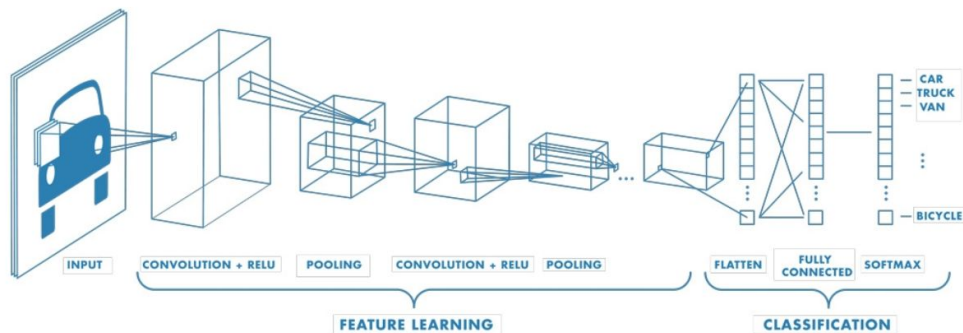 CAR
TRUCK
VAN
BICYCLE
INPUT
CONVOLUTION + RELU
POOLING
CONVOLUTION + RELU
POOLING
FLATTEN
FULLY
CONNECTED
SOFTMAX
FEATURE LEARNING
CLASSIFICATION